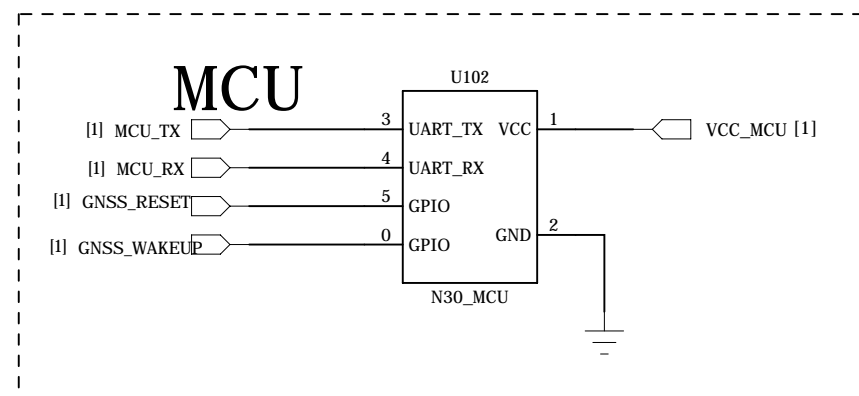 MCU
U102
[1] MCU_TX 3 UART_TX VCC 1 VCC_MCU [1]
[1] MCU_RX 4 UART_RX
[1] GNSS_RESET 5 GPIO
[1] GNSS_WAKEUP 0 GPIO GND 2
N30_MCU